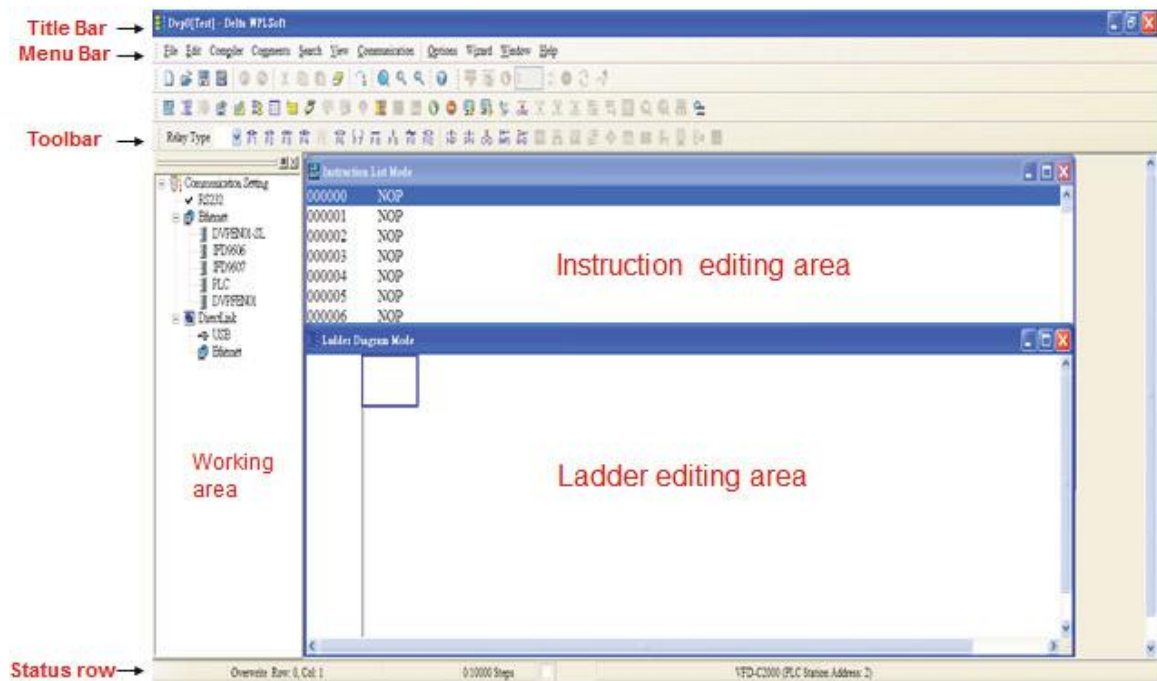 Title Bar
Dvp0[Test] - Delta WPLSoft
Menu Bar
File Edit Compiler Comments Search View Communication Options Wizard Window Help
Toolbar
Relay Type
Communication Setting
RS232
Ethernet
DVPEN01-SL
IFD9506
IFD9507
PLC
DVPFEN01
DirectLink
USB
Ethernet
Working
area
Instruction List Mode
000000 NOP
000001 NOP
000002 NOP
000003 NOP
000004 NOP
000005 NOP
000006 NOP
Instruction editing area
Ladder Diagram Mode
Ladder editing area
Status row
Overwrite Row: 0, Col: 1
0/10000 Steps
VFD-C2000 (PLC Station Address: 2)